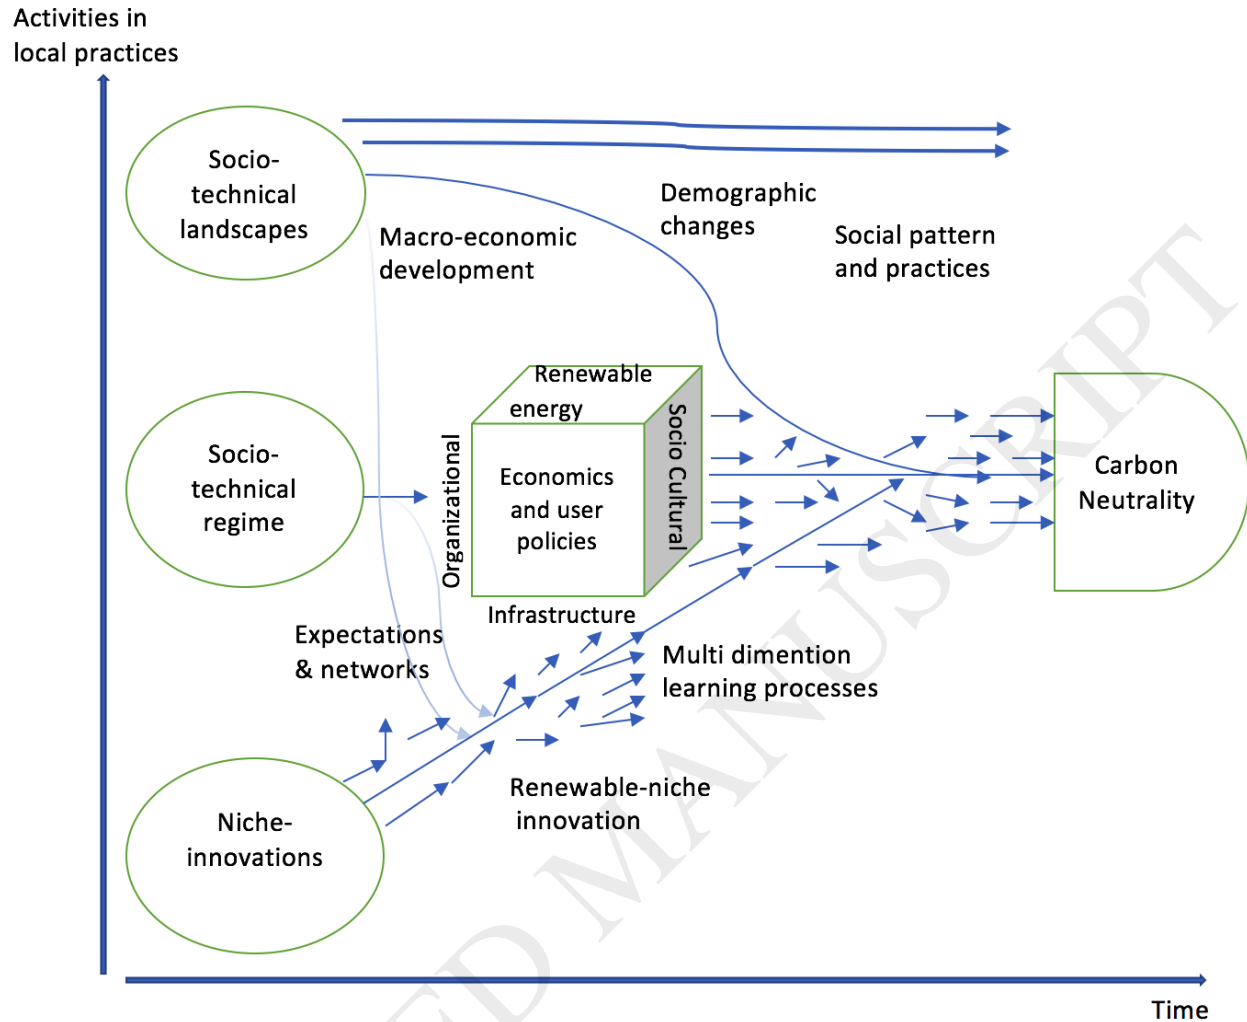 Activities in
local practices
Socio-
technical
landscapes
Demographic
changes
Macro-economic
development
Social pattern
and practices
Renewable
energy
Socio Cultural
Organizational
Economics
and user
policies
Infrastructure
Socio-
technical
regime
Carbon
Neutrality
Expectations
& networks
Multi dimention
learning processes
Renewable-niche
innovation
Niche-
innovations
Time
ED MANUSCRIPT